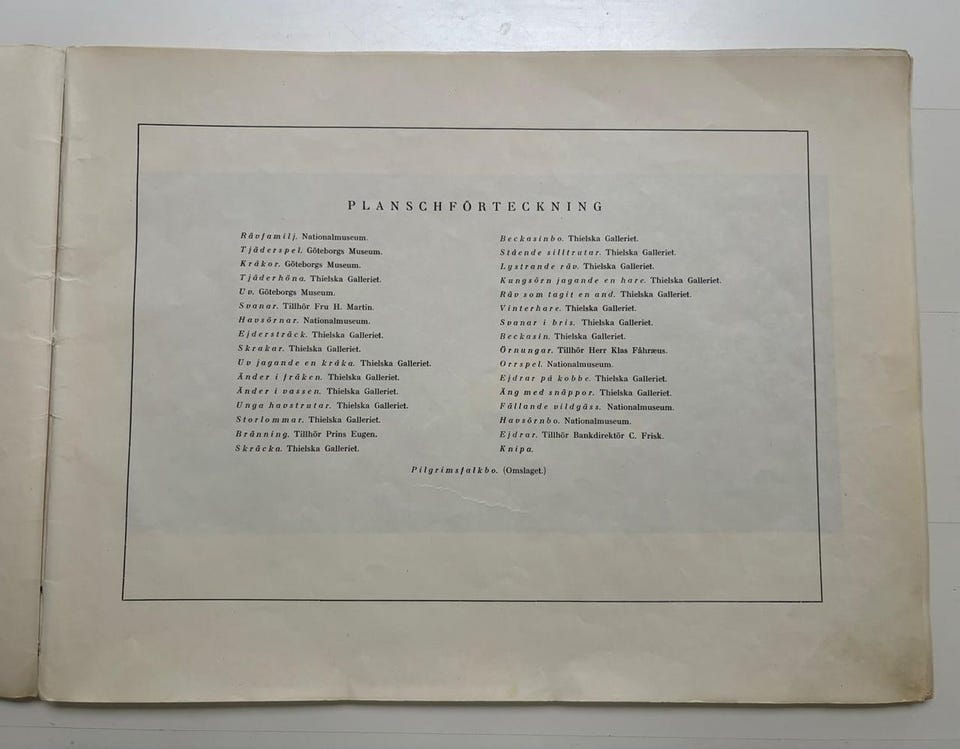 PLANSCHFÖRTECKNING
Rävfamilj. Nationalmuseum.
Tjäderspel. Göteborgs Museum.
Kråkor. Göteborgs Museum.
Tjäderhöna. Thielska Galleriet.
Uv. Göteborgs Museum.
Svanar. Tillhör Fru H. Martin.
Havsörnar. Nationalmuseum.
Ejdersträck. Thielska Galleriet.
Skrakar. Thielska Galleriet.
Uv jagande en kråka. Thielska Galleriet.
Änder i fräken. Thielska Galleriet.
Änder i vassen. Thielska Galleriet.
Unga havstrutar. Thielska Galleriet.
Storlommar. Thielska Galleriet.
Bränning. Tillhör Prins Eugen.
Skräcka. Thielska Galleriet.
Beckasinbo. Thielska Galleriet.
Stående silltrutar. Thielska Galleriet.
Lystrande räv. Thielska Galleriet.
Kungsörn jagande en hare. Thielska Galleriet.
Räv som tagit en and. Thielska Galleriet.
Vinterhare. Thielska Galleriet.
Svanar i bris. Thielska Galleriet.
Beckasin. Thielska Galleriet.
Örnungar. Tillhör Herr Klas Fåhræus.
Orrspel. Nationalmuseum.
Ejdrar på kobbe. Thielska Galleriet.
Äng med snäppor. Thielska Galleriet.
Fällande vildgäss. Nationalmuseum.
Havsörnbo. Nationalmuseum.
Ejdrar. Tillhör Bankdirektör C. Frisk.
Knipa.
Pilgrimsfalkbo. (Omslaget.)